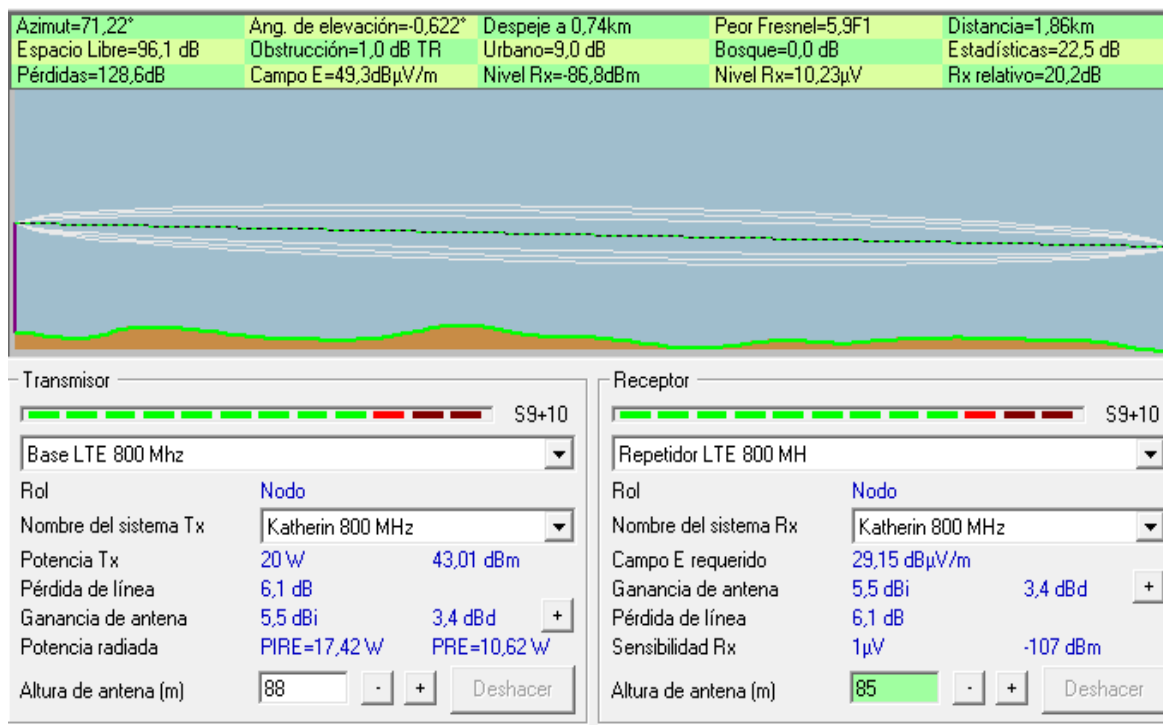 Azimut=71,22° Ang. de elevación=-0,622° Despeje a 0,74km Peor Fresnel=5,9F1 Distancia=1,86km
Espacio Libre=96,1 dB Obstrucción=1,0 dB TR Urbano=9,0 dB Bosque=0,0 dB Estadísticas=22,5 dB
Pérdidas=128,6dB Campo E=49,3dBµV/m Nivel Rx=-86,8dBm Nivel Rx=10,23µV Rx relativo=20,2dB
Transmisor
S9+10
Base LTE 800 Mhz
Rol Nodo
Nombre del sistema Tx Katherin 800 MHz
Potencia Tx 20 W 43,01 dBm
Pérdida de línea 6,1 dB
Ganancia de antena 5,5 dBi 3,4 dBd +
Potencia radiada PIRE=17,42 W PRE=10,62 W
Altura de antena (m) 88 - + Deshacer
Receptor
S9+10
Repetidor LTE 800 MH
Rol Nodo
Nombre del sistema Rx Katherin 800 MHz
Campo E requerido 29,15 dBµV/m
Ganancia de antena 5,5 dBi 3,4 dBd +
Pérdida de línea 6,1 dB
Sensibilidad Rx 1µV -107 dBm
Altura de antena (m) 85 - + Deshacer